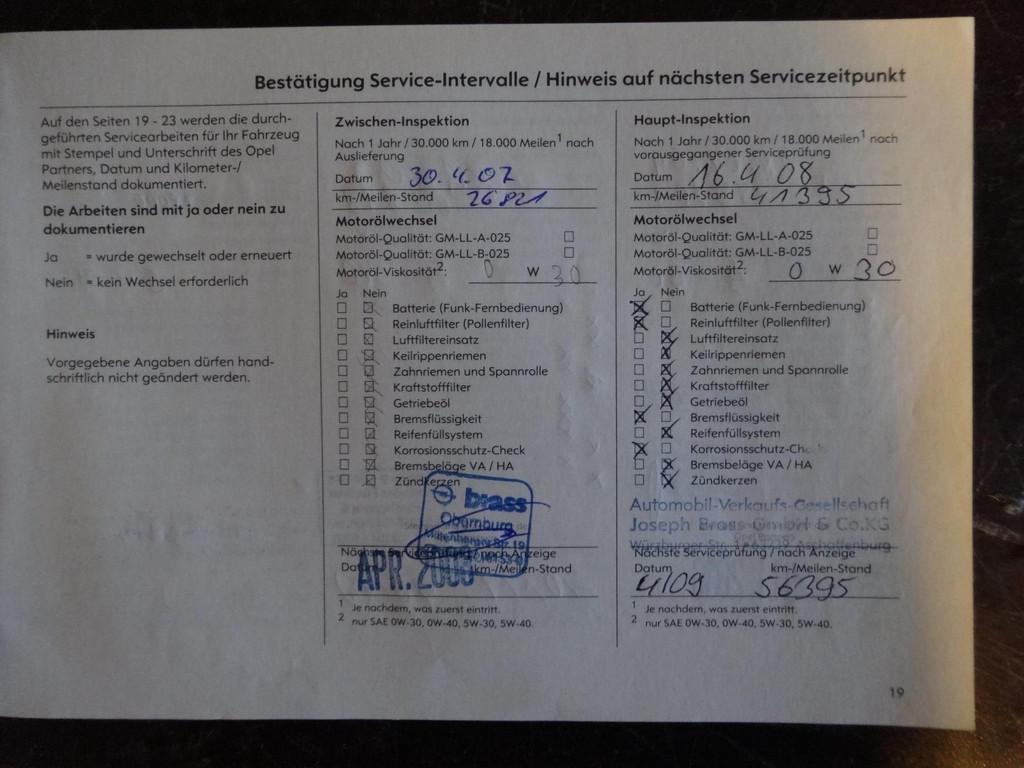 Bestätigung Service-Intervalle / Hinweis auf nächsten Servicezeitpunkt
Auf den Seiten 19 - 23 werden die durch-
geführten Servicearbeiten für Ihr Fahrzeug
mit Stempel und Unterschrift des Opel
Partners, Datum und Kilometer-/
Meilenstand dokumentiert.
Die Arbeiten sind mit ja oder nein zu
dokumentieren
Ja = wurde gewechselt oder erneuert
Nein = kein Wechsel erforderlich
Hinweis
Vorgegebene Angaben dürfen hand-
schriftlich nicht geändert werden.
Zwischen-Inspektion
Nach 1 Jahr / 30.000 km / 18.000 Meilen¹ nach
Auslieferung
Datum 30.4.07
km-/Meilen-Stand 26821
Motorölwechsel
Motoröl-Qualität: GM-LL-A-025
Motoröl-Qualität: GM-LL-B-025
Motoröl-Viskosität²: 0 W 30
Ja Nein
Batterie (Funk-Fernbedienung)
Reinluftfilter (Pollenfilter)
Luftfiltereinsatz
Keilrippenriemen
Zahnriemen und Spannrolle
Kraftstofffilter
Getriebeöl
Bremsflüssigkeit
Reifenfüllsystem
Korrosionsschutz-Check
Bremsbeläge VA / HA
Zündkerzen
brass
Obernburg
Nächste Serviceprüfung / nach Anzeige
km-/Meilen-Stand
APR. 2008
¹ Je nachdem, was zuerst eintritt.
² nur SAE 0W-30, 0W-40, 5W-30, 5W-40.
Haupt-Inspektion
Nach 1 Jahr / 30.000 km / 18.000 Meilen¹ nach
vorausgegangener Serviceprüfung
Datum 16.4.08
km-/Meilen-Stand 41395
Motorölwechsel
Motoröl-Qualität: GM-LL-A-025
Motoröl-Qualität: GM-LL-B-025
Motoröl-Viskosität²: 0 W 30
Ja Nein
Batterie (Funk-Fernbedienung)
Reinluftfilter (Pollenfilter)
Luftfiltereinsatz
Keilrippenriemen
Zahnriemen und Spannrolle
Kraftstofffilter
Getriebeöl
Bremsflüssigkeit
Reifenfüllsystem
Korrosionsschutz-Ch
Bremsbeläge VA / HA
Zündkerzen
Automobil-Verkaufs-Gesellschaft
Joseph Brass GmbH & Co.KG
Würzburger Str. Aschaffenburg
Nächste Serviceprüfung / nach Anzeige
Datum km-/Meilen-Stand
4/09 56395
¹ Je nachdem, was zuerst eintritt.
² nur SAE 0W-30, 0W-40, 5W-30, 5W-40.
19